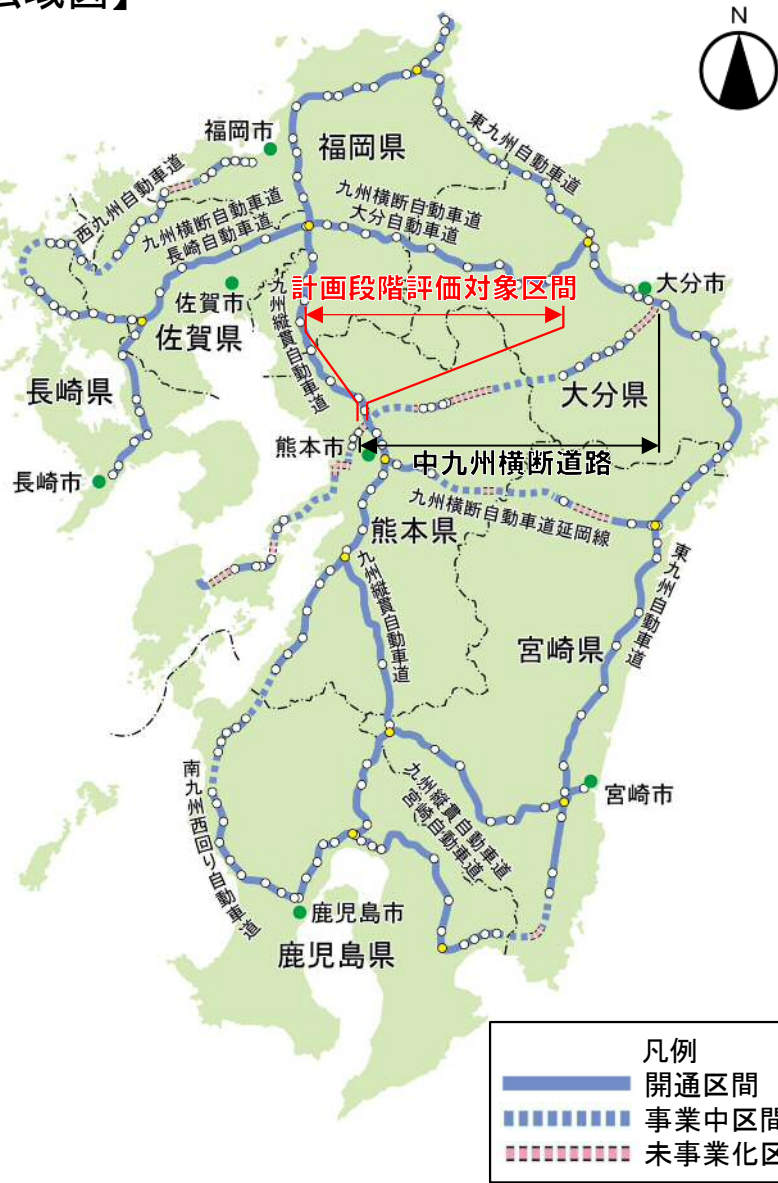 域図】
N
福岡市
福岡県
東九州自動車道
西九州自動車道
九州横断自動車道
長崎自動車道
九州横断自動車道
大分自動車道
計画段階評価対象区間
大分市
佐賀市
佐賀県
九州縦貫自動車道
長崎県
大分県
熊本市
中九州横断道路
長崎市
九州横断自動車道延岡線
熊本県
九州縦貫自動車道
東九州自動車道
宮崎県
南九州西回り自動車道
九州縦貫自動車道
宮崎自動車道
宮崎市
鹿児島市
鹿児島県
凡例
開通区間
事業中区間
未事業化区